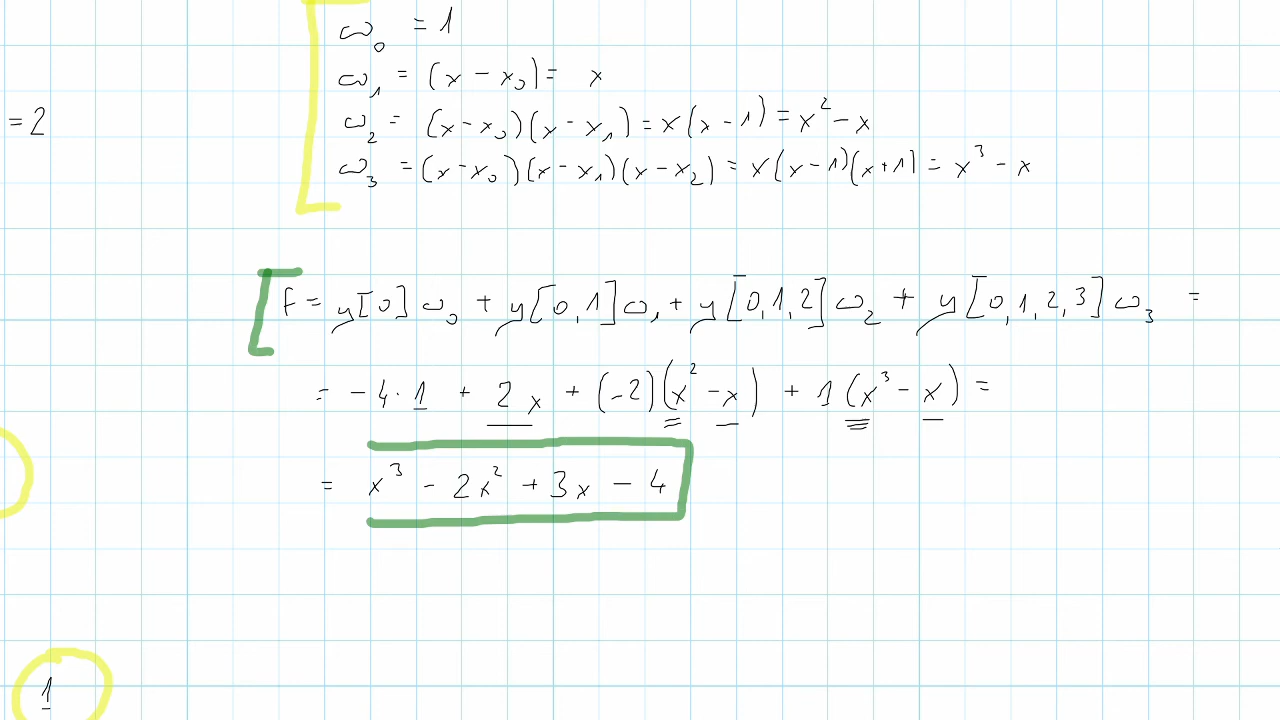 ω₀ = 1
ω₁ = (x - x₀) = x
= 2
ω₂ = (x - x₀)(x - x₁) = x(x - 1) = x² - x
ω₃ = (x - x₀)(x - x₁)(x - x₂) = x(x - 1)(x + 1) = x³ - x
F = y[0] ω₀ + y[0, 1] ω₁ + y[0, 1, 2] ω₂ + y[0, 1, 2, 3] ω₃ =
= -4 · 1 + 2x + (-2)(x² - x) + 1(x³ - x) =
= x³ - 2x² + 3x - 4
1